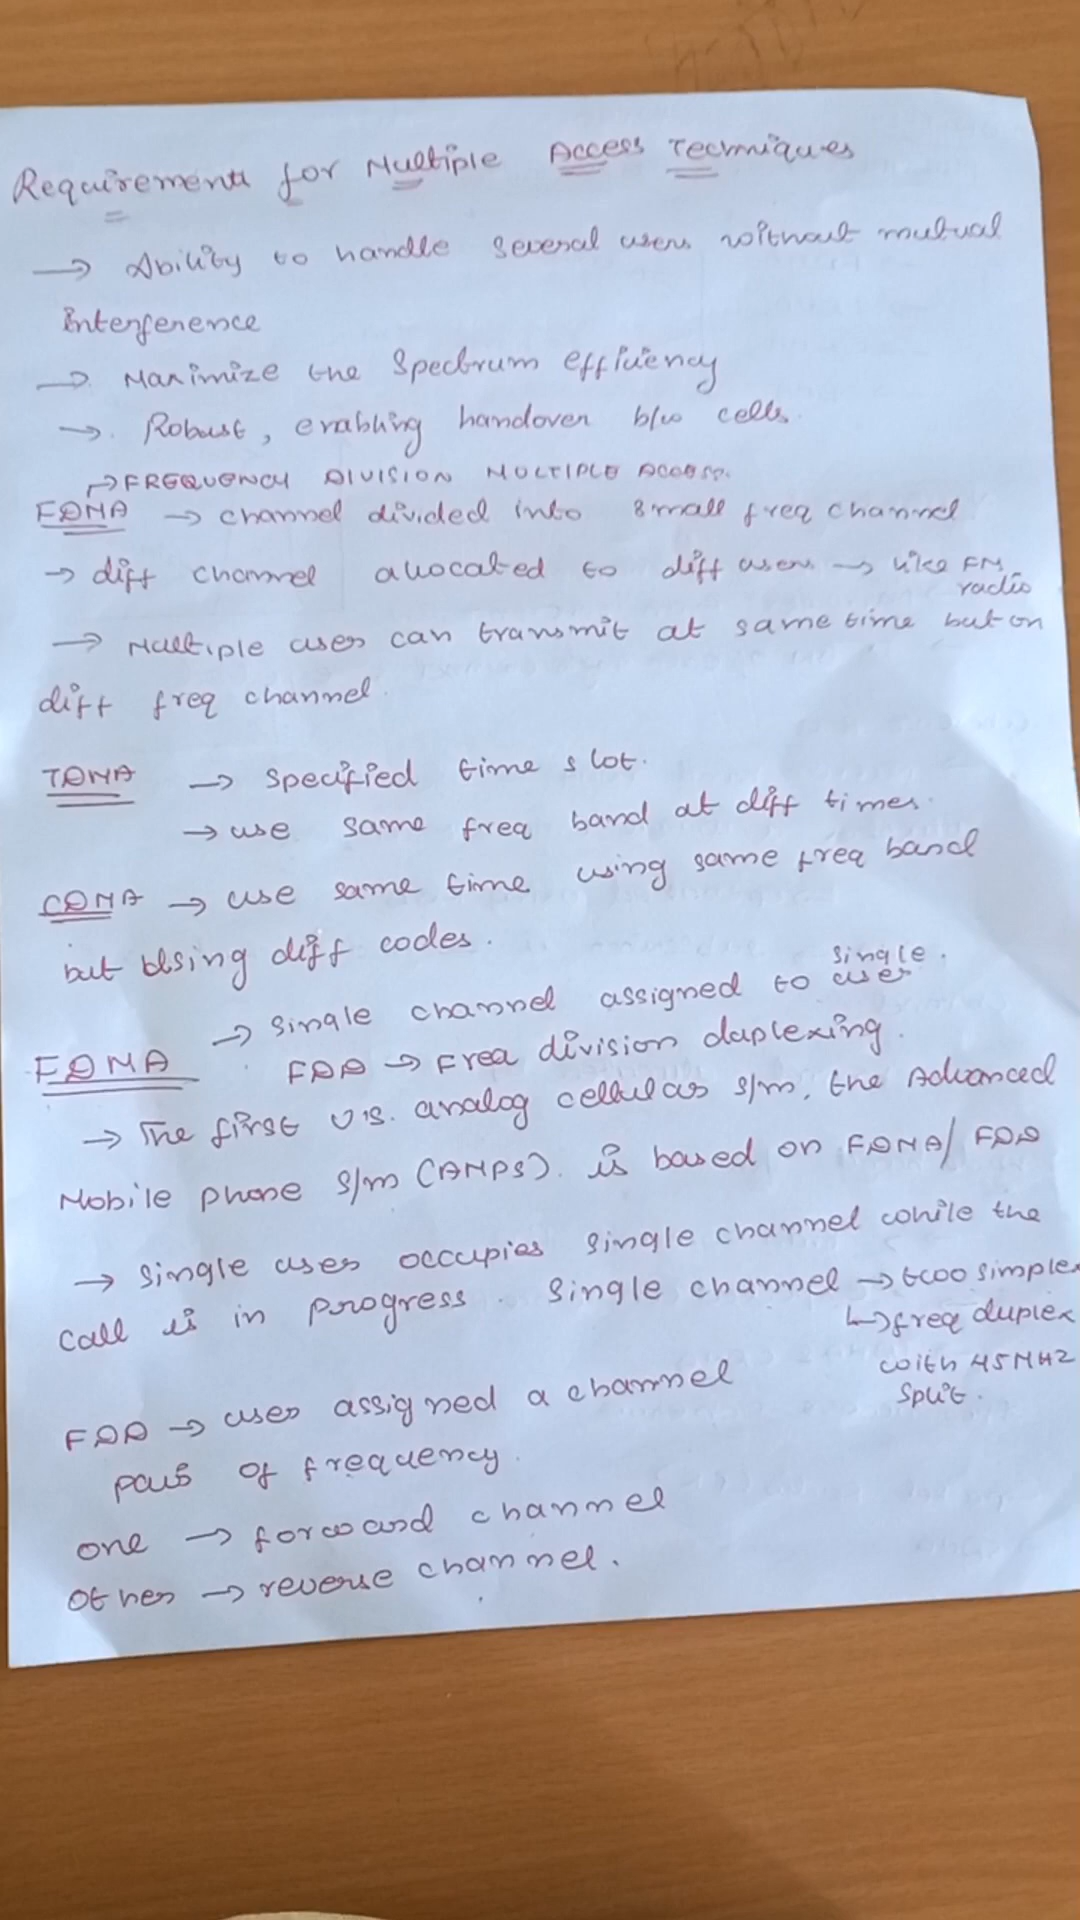 Requirements for Multiple Access Techniques
→ Ability to handle several users without mutual
Interference
→ Maximize the Spectrum efficiency
→ Robust, enabling handover b/w cells.
→ FREQUENCY DIVISION MULTIPLE ACCESS.
FDMA → channel divided into small freq channel
→ diff channel allocated to diff users → like FM
radio
→ Multiple user can transmit at same time but on
diff freq channel.
TDMA → specified time slot.
→ use same freq band at diff times.
CDMA → use same time using same freq band
but Using diff codes.
→ single channel assigned to single user
FDMA
FDD → Freq division duplexing.
→ The first U.S. analog cellular s/m, the Advanced
Mobile phone s/m (AMPS). is based on FDMA/FDD
→ single user occupies single channel while the
call is in progress. Single channel → two simplex
↳ freq duplex
with 45MHZ
split.
FDD → user assigned a channel
pair of frequency.
one → forward channel
other → reverse channel.